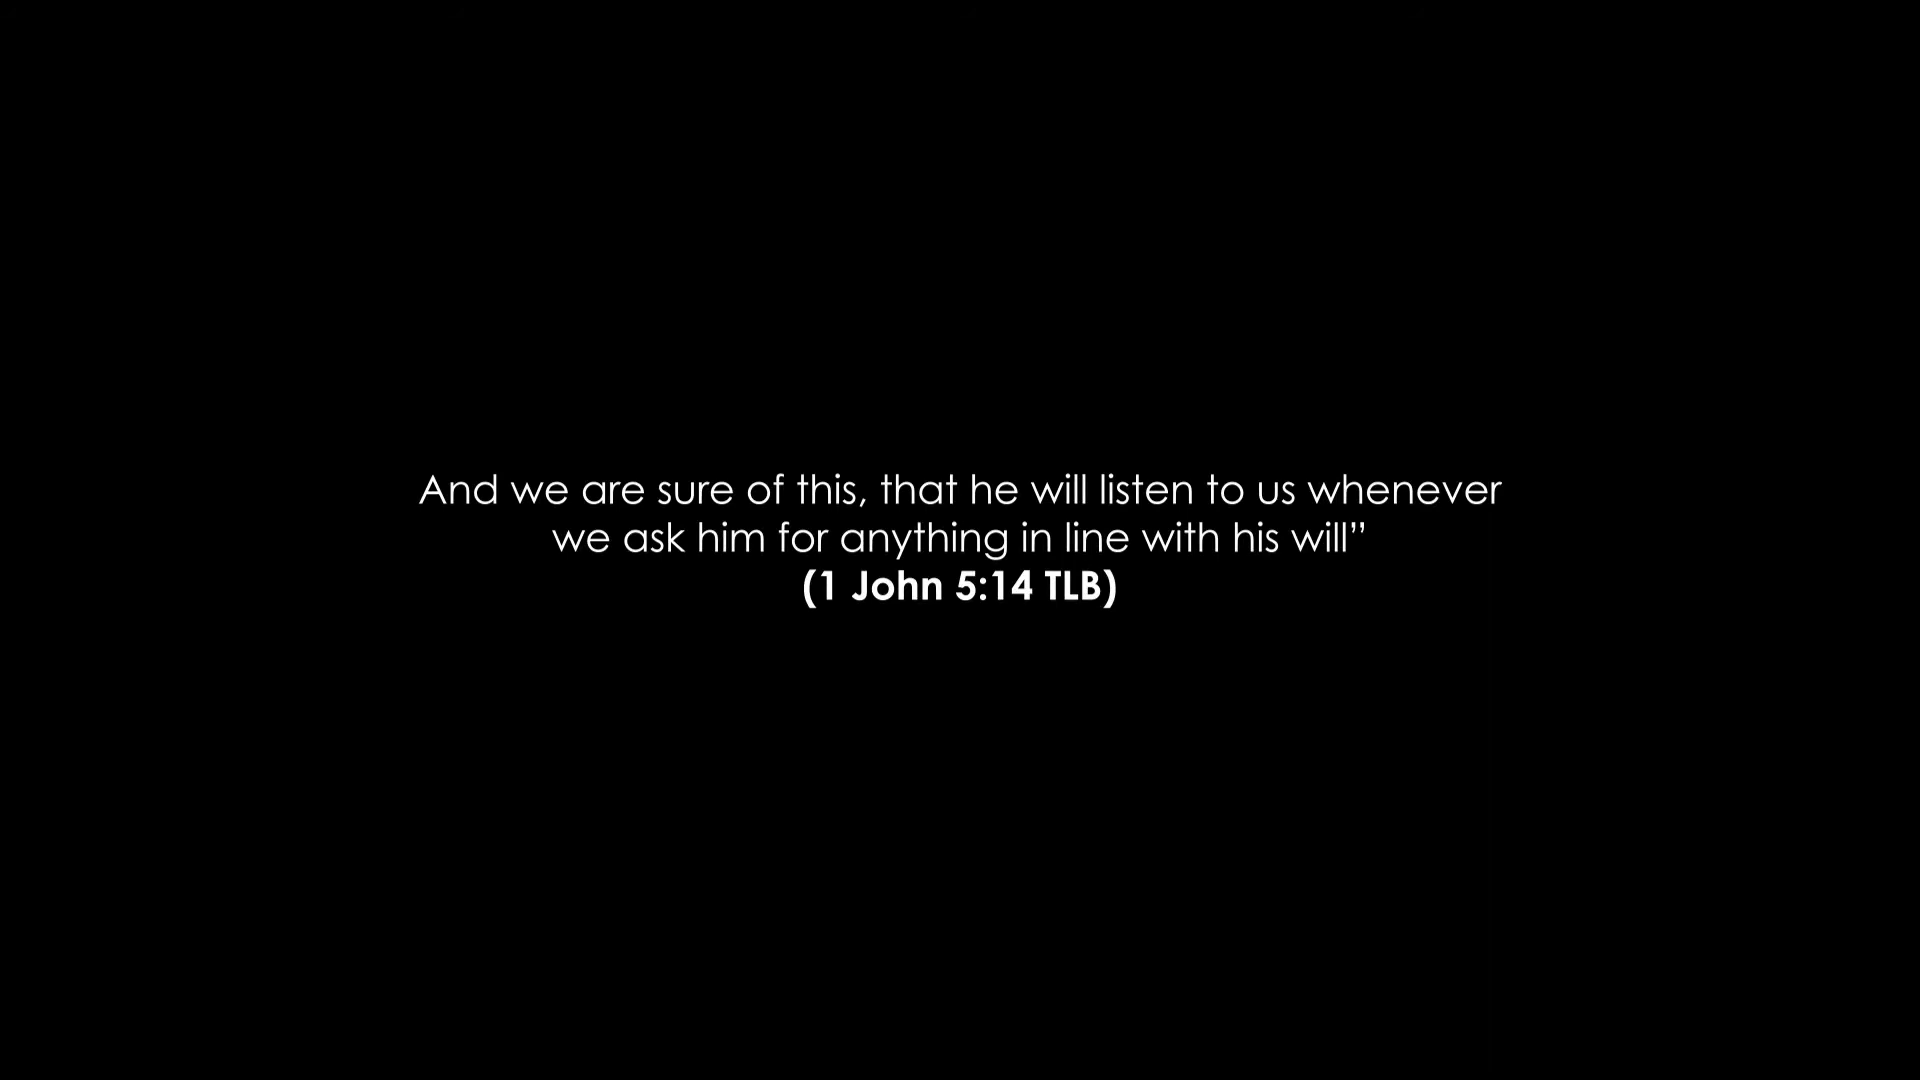 And we are sure of this, that he will listen to us whenever
we ask him for anything in line with his will”
(1 John 5:14 TLB)